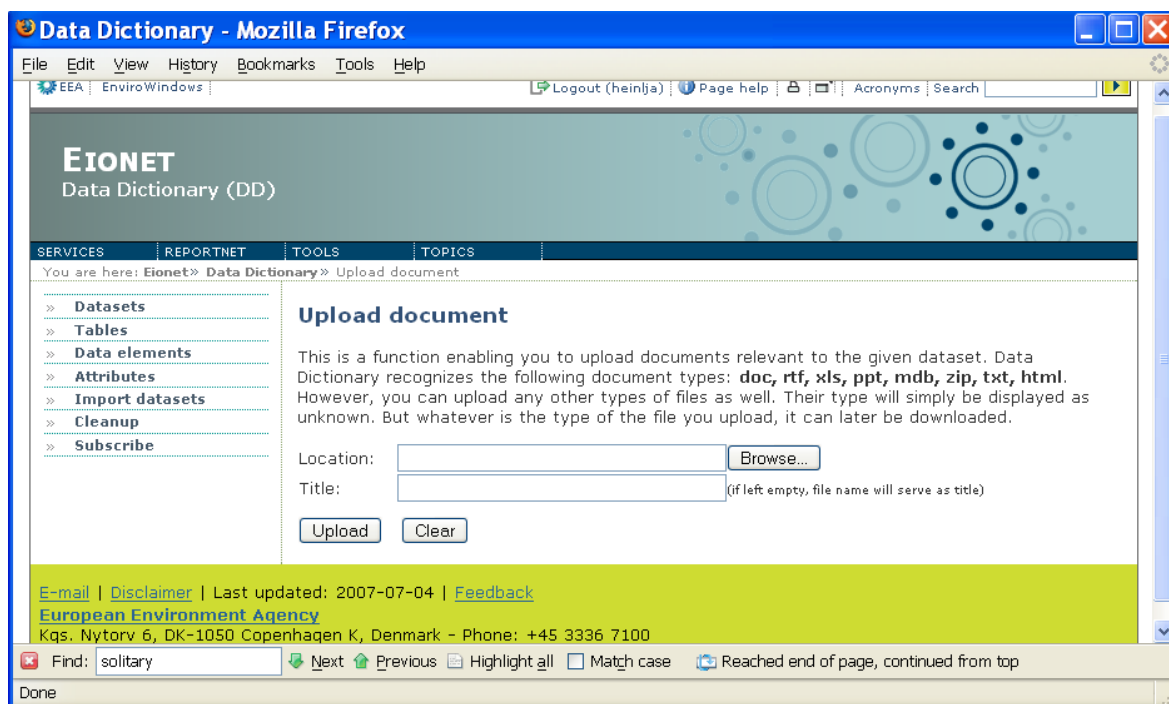 Data Dictionary - Mozilla Firefox
File Edit View History Bookmarks Tools Help
EEA EnviroWindows Logout (heinlja) Page help Acronyms Search
EIONET
Data Dictionary (DD)
SERVICES REPORTNET TOOLS TOPICS
You are here: Eionet» Data Dictionary» Upload document
» Datasets
» Tables
» Data elements
» Attributes
» Import datasets
» Cleanup
» Subscribe
Upload document
This is a function enabling you to upload documents relevant to the given dataset. Data
Dictionary recognizes the following document types: doc, rtf, xls, ppt, mdb, zip, txt, html.
However, you can upload any other types of files as well. Their type will simply be displayed as
unknown. But whatever is the type of the file you upload, it can later be downloaded.
Location: Browse...
Title: (if left empty, file name will serve as title)
Upload Clear
E-mail | Disclaimer | Last updated: 2007-07-04 | Feedback
European Environment Agency
Kgs. Nytorv 6, DK-1050 Copenhagen K, Denmark - Phone: +45 3336 7100
Find: solitary Next Previous Highlight all Match case Reached end of page, continued from top
Done